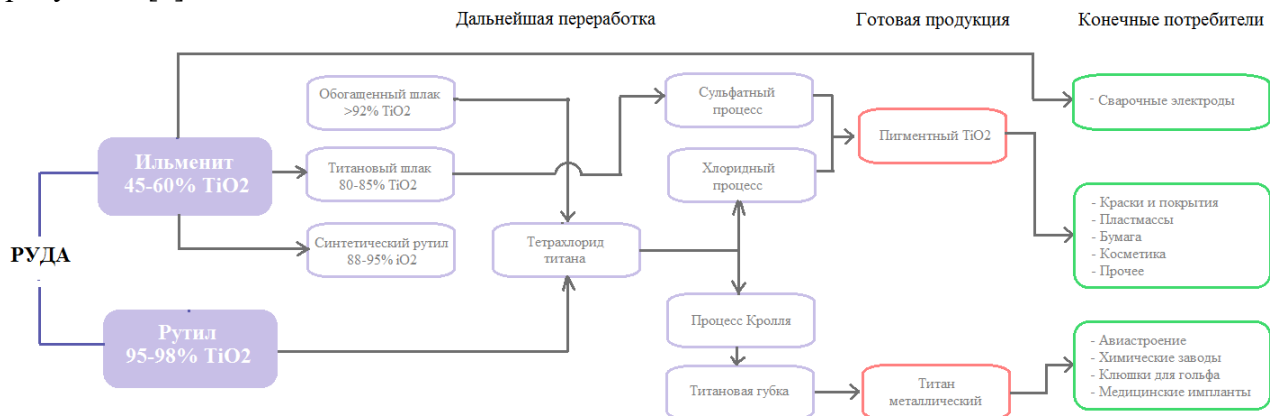 Дальнейшая переработка
Готовая продукция
Конечные потребители
Обогащенный шлак
>92% TiO2
Сульфатный
процесс
- Сварочные электроды
Пигментный TiO2
Ильменит
45-60% TiO2
Титановый шлак
80-85% TiO2
Хлоридный
процесс
- Краски и покрытия
- Пластмассы
- Бумага
- Косметика
- Прочее
РУДА
Синтетический рутил
88-95% iO2
Тетрахлорид
титана
Процесс Кролля
Рутил
95-98% TiO2
- Авиастроение
- Химические заводы
- Клюшки для гольфа
- Медицинские импланты
Титановая губка
Титан
металлический